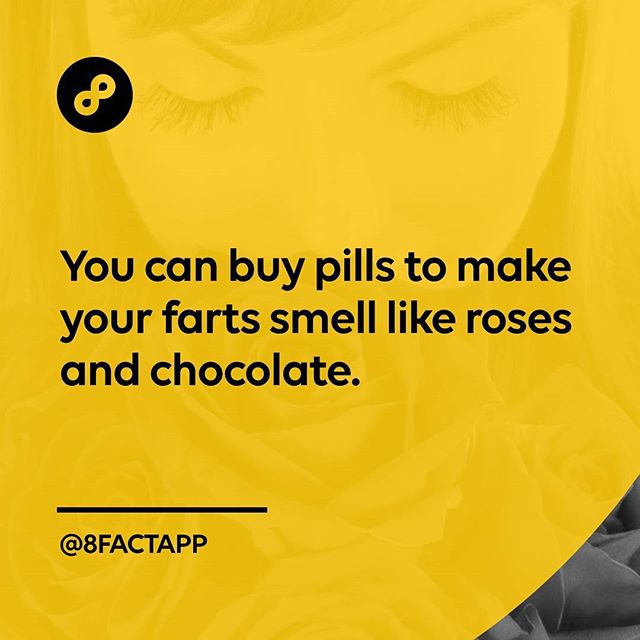 You can buy pills to make
your farts smell like roses
and chocolate.
@8FACTAPP